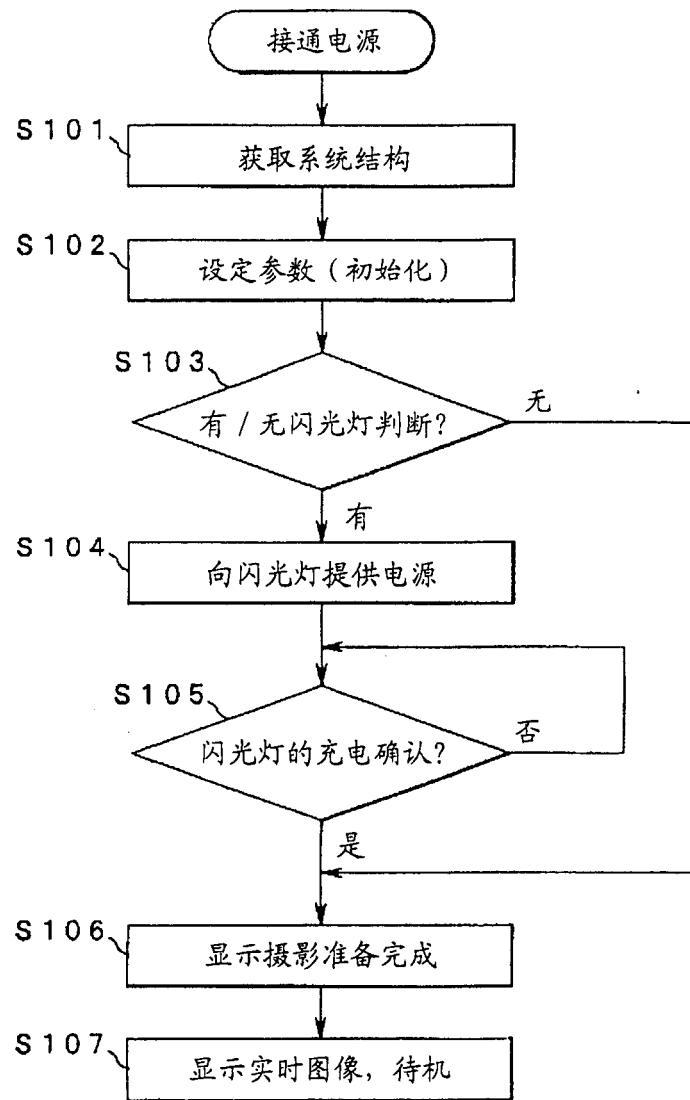 接通电源
S101
获取系统结构
S102
设定参数（初始化）
S103
有/无闪光灯判断?
无
有
S104
向闪光灯提供电源
S105
闪光灯的充电确认?
否
是
S106
显示摄影准备完成
S107
显示实时图像，待机